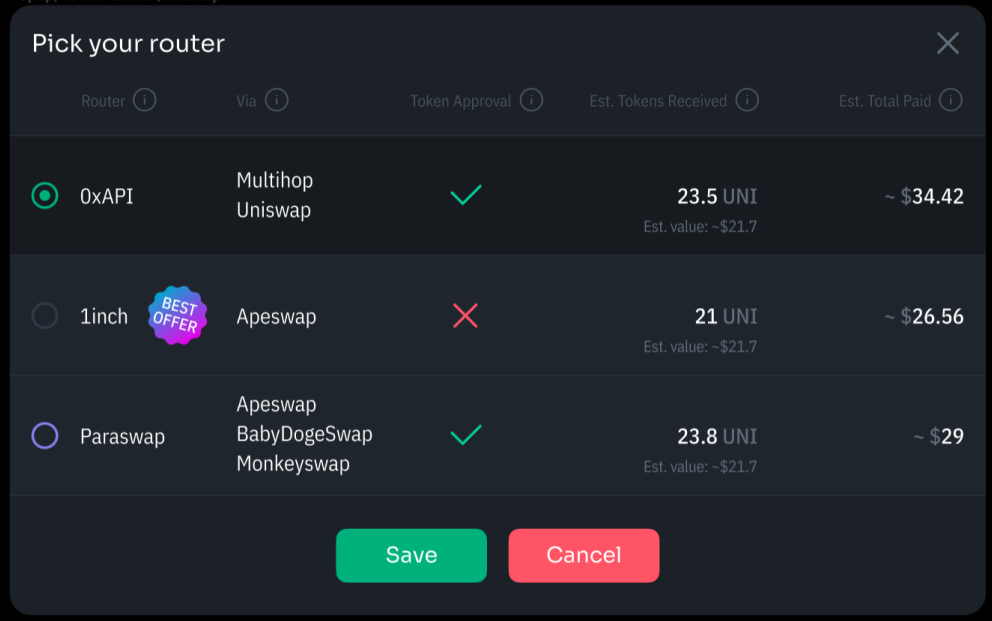 Pick your router
Router Via Token Approval Est. Tokens Received Est. Total Paid
0xAPI
Multihop
Uniswap
23.5 UNI
Est. value: ~$21.7
~ $34.42
1inch
BEST
OFFER
Apeswap
21 UNI
Est. value: ~$21.7
~ $26.56
Paraswap
Apeswap
BabyDogeSwap
Monkeyswap
23.8 UNI
Est. value: ~$21.7
~ $29
Save
Cancel